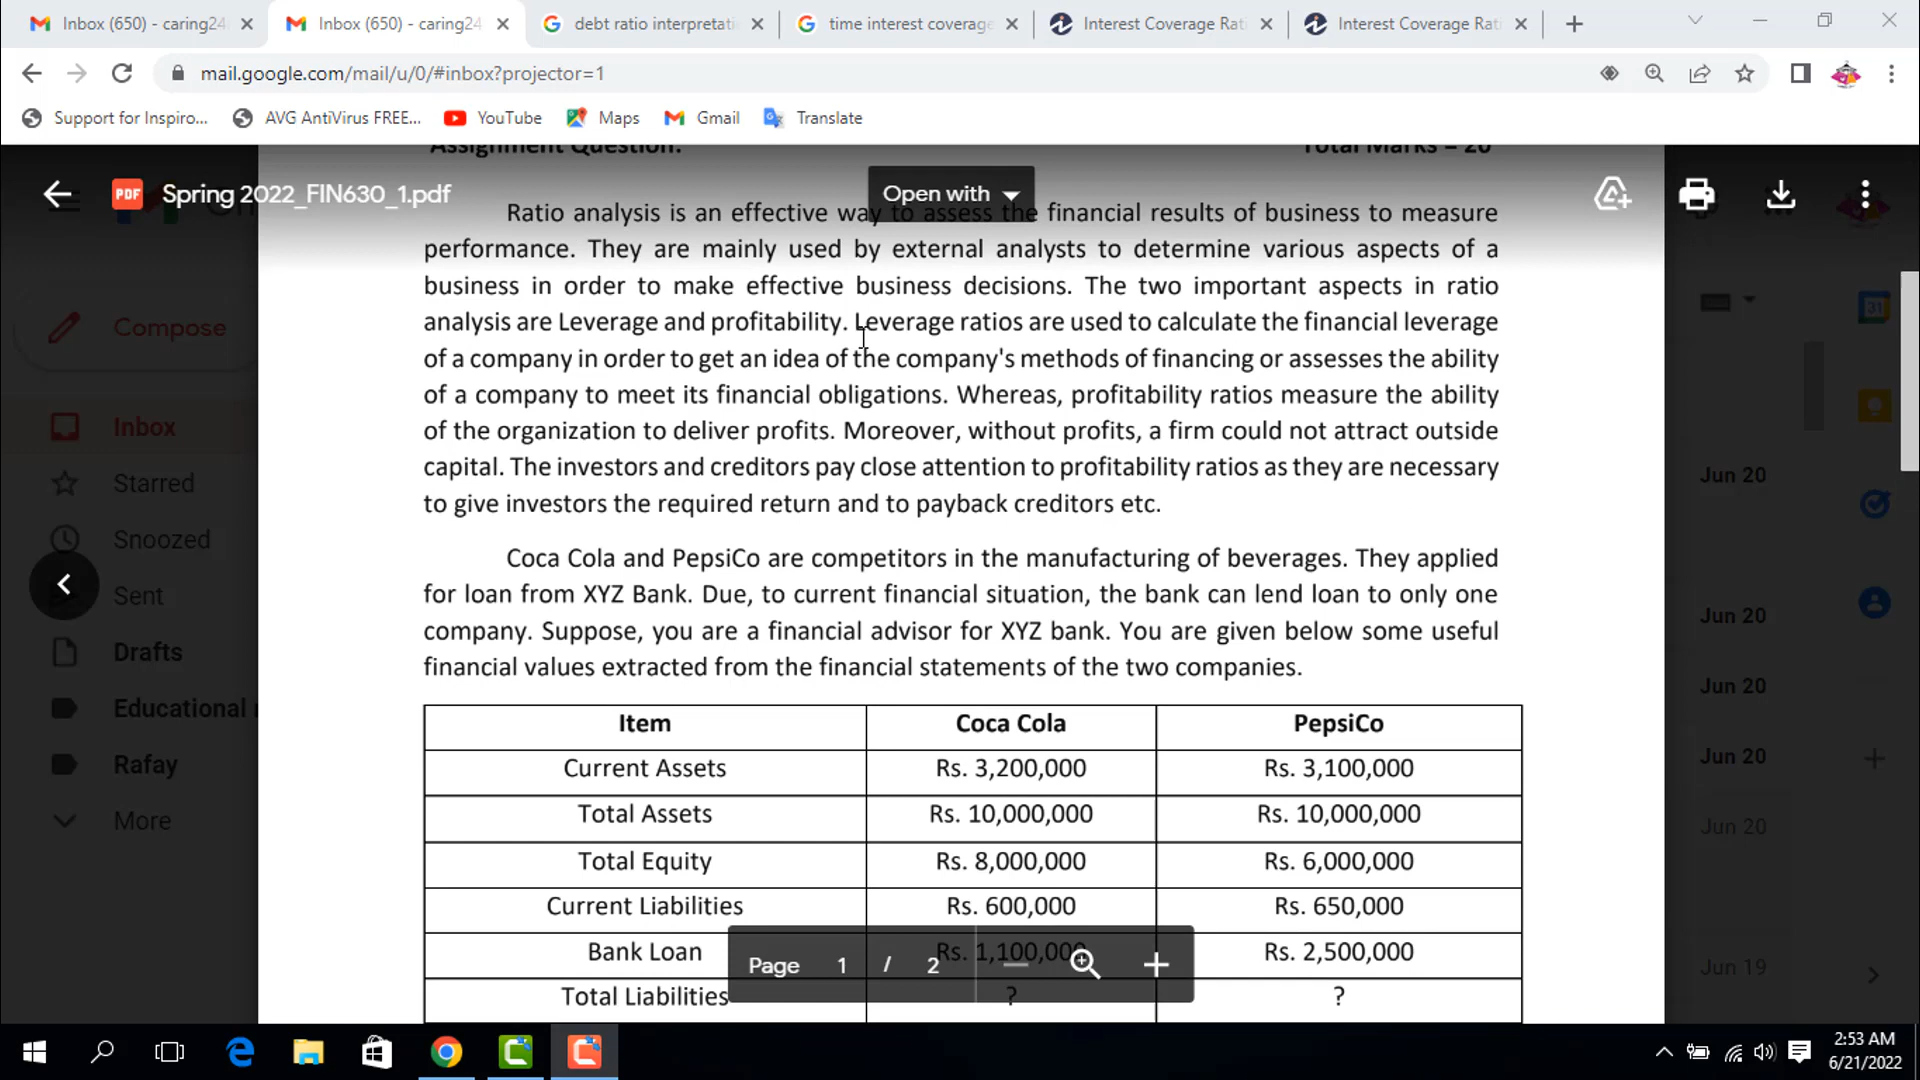 Inbox (650) - caring24
Inbox (650) - caring24
debt ratio interpretati
time interest coverage
Interest Coverage Rati
Interest Coverage Rati
mail.google.com/mail/u/0/#inbox?projector=1
Support for Inspiro...
AVG AntiVirus FREE...
YouTube
Maps
Gmail
Translate
Assignment Question:
Total Marks = 20
PDF
Spring 2022_FIN630_1.pdf
Open with
Ratio analysis is an effective way to assess the financial results of business to measure
performance. They are mainly used by external analysts to determine various aspects of a
business in order to make effective business decisions. The two important aspects in ratio
analysis are Leverage and profitability. Leverage ratios are used to calculate the financial leverage
of a company in order to get an idea of the company's methods of financing or assesses the ability
of a company to meet its financial obligations. Whereas, profitability ratios measure the ability
of the organization to deliver profits. Moreover, without profits, a firm could not attract outside
capital. The investors and creditors pay close attention to profitability ratios as they are necessary
to give investors the required return and to payback creditors etc.
Coca Cola and PepsiCo are competitors in the manufacturing of beverages. They applied
for loan from XYZ Bank. Due, to current financial situation, the bank can lend loan to only one
company. Suppose, you are a financial advisor for XYZ bank. You are given below some useful
financial values extracted from the financial statements of the two companies.
Item Coca Cola PepsiCo
Current Assets Rs. 3,200,000 Rs. 3,100,000
Total Assets Rs. 10,000,000 Rs. 10,000,000
Total Equity Rs. 8,000,000 Rs. 6,000,000
Current Liabilities Rs. 600,000 Rs. 650,000
Bank Loan Rs. 1,100,000 Rs. 2,500,000
Total Liabilities ? ?
Page 1 / 2
Compose
Inbox
Starred
Snoozed
Sent
Drafts
Educational
Rafay
More
31
Jun 20
Jun 20
Jun 20
Jun 20
Jun 20
Jun 19
2:53 AM
6/21/2022